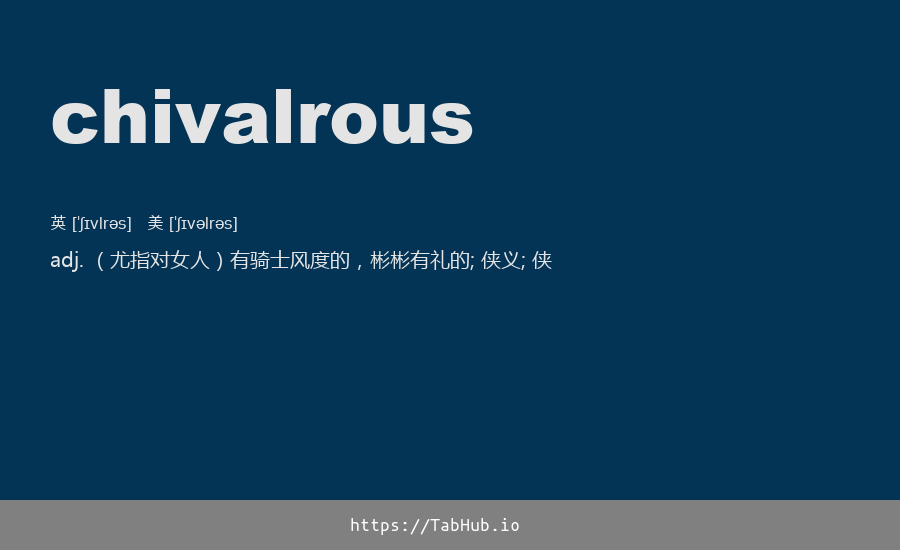 chivalrous
英 [ˈʃɪvlrəs] 美 [ˈʃɪvəlrəs]
adj. （尤指对女人）有骑士风度的，彬彬有礼的; 侠义; 侠
https://TabHub.io